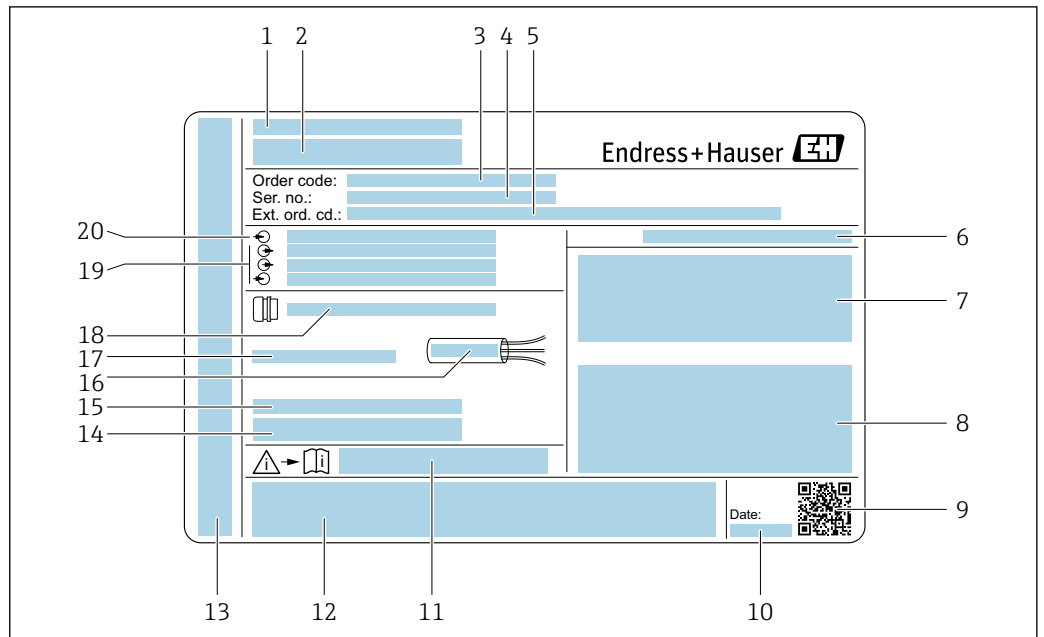 1 2 3 4 5
Endress+Hauser EH
Order code:
Ser. no.:
Ext. ord. cd.:
20
6
19
7
18
17
16
15
14
8
i i
Date:
9
13 12 11 10